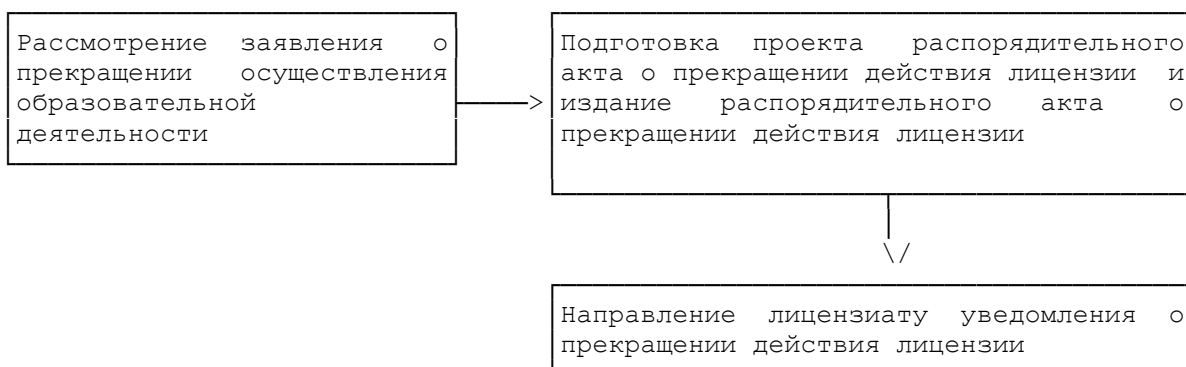 Рассмотрение заявления о
прекращении осуществления
образовательной
деятельности
Подготовка проекта распорядительного
акта о прекращении действия лицензии и
издание распорядительного акта о
прекращении действия лицензии
Направление лицензиату уведомления о
прекращении действия лицензии